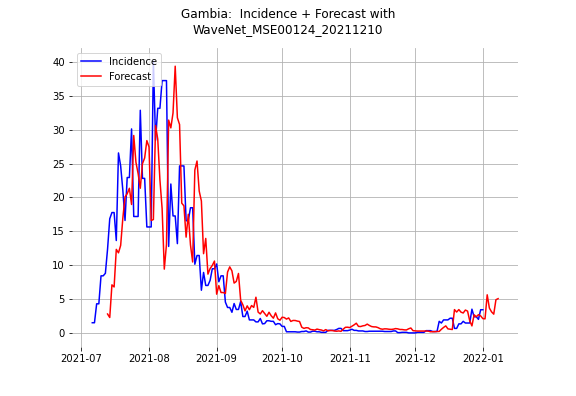 Gambia:  Incidence + Forecast with
WaveNet_MSE00124_20211210
Incidence
Forecast
40
35
30
25
20
15
10
5
0
2021-07 2021-08 2021-09 2021-10 2021-11 2021-12 2022-01